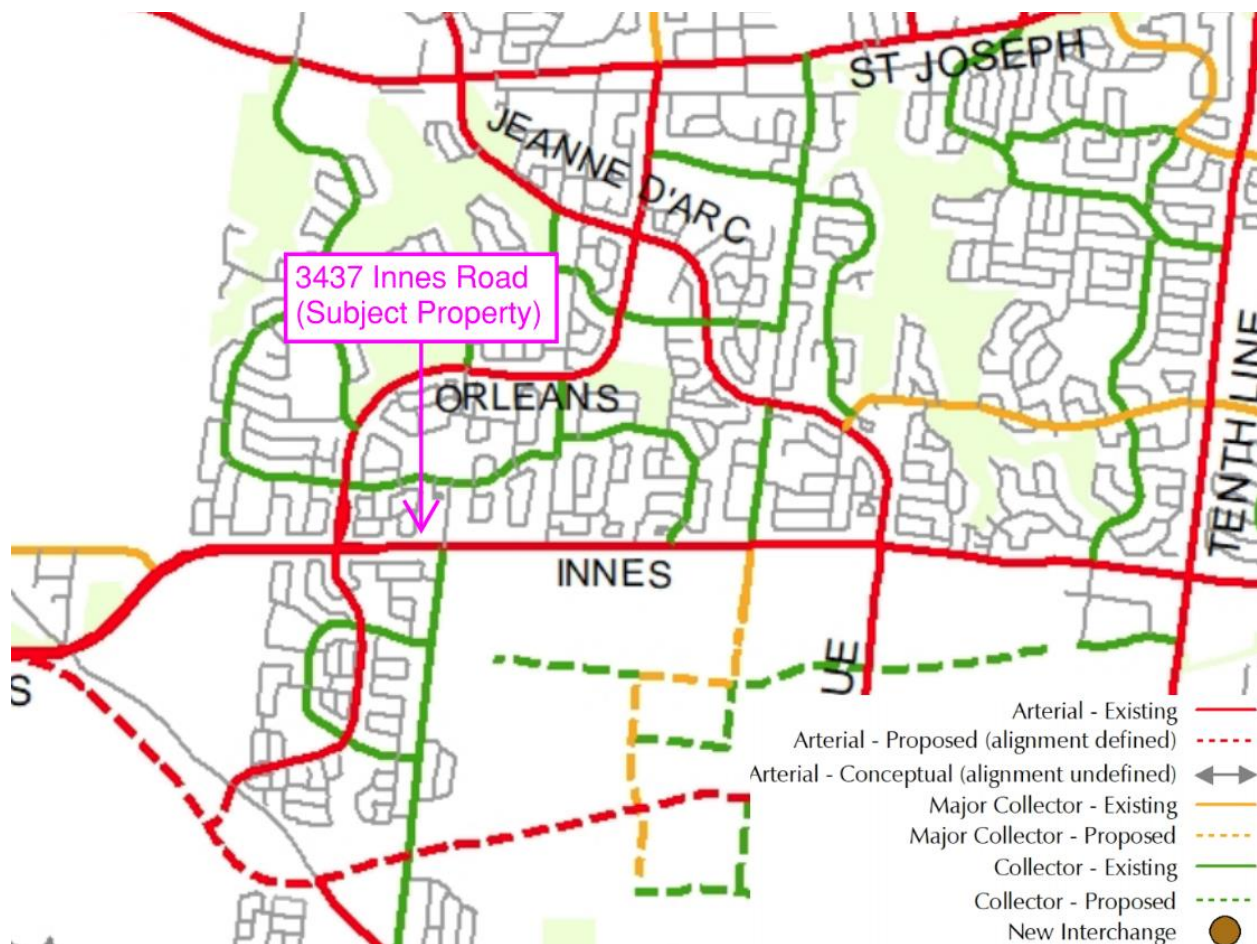 ST JOSEPH
JEANNE D'ARC
3437 Innes Road
(Subject Property)
ORLEANS
TENTH LINE
INNES
UE
S
Arterial - Existing
Arterial - Proposed (alignment defined)
Arterial - Conceptual (alignment undefined)
Major Collector - Existing
Major Collector - Proposed
Collector - Existing
Collector - Proposed
New Interchange